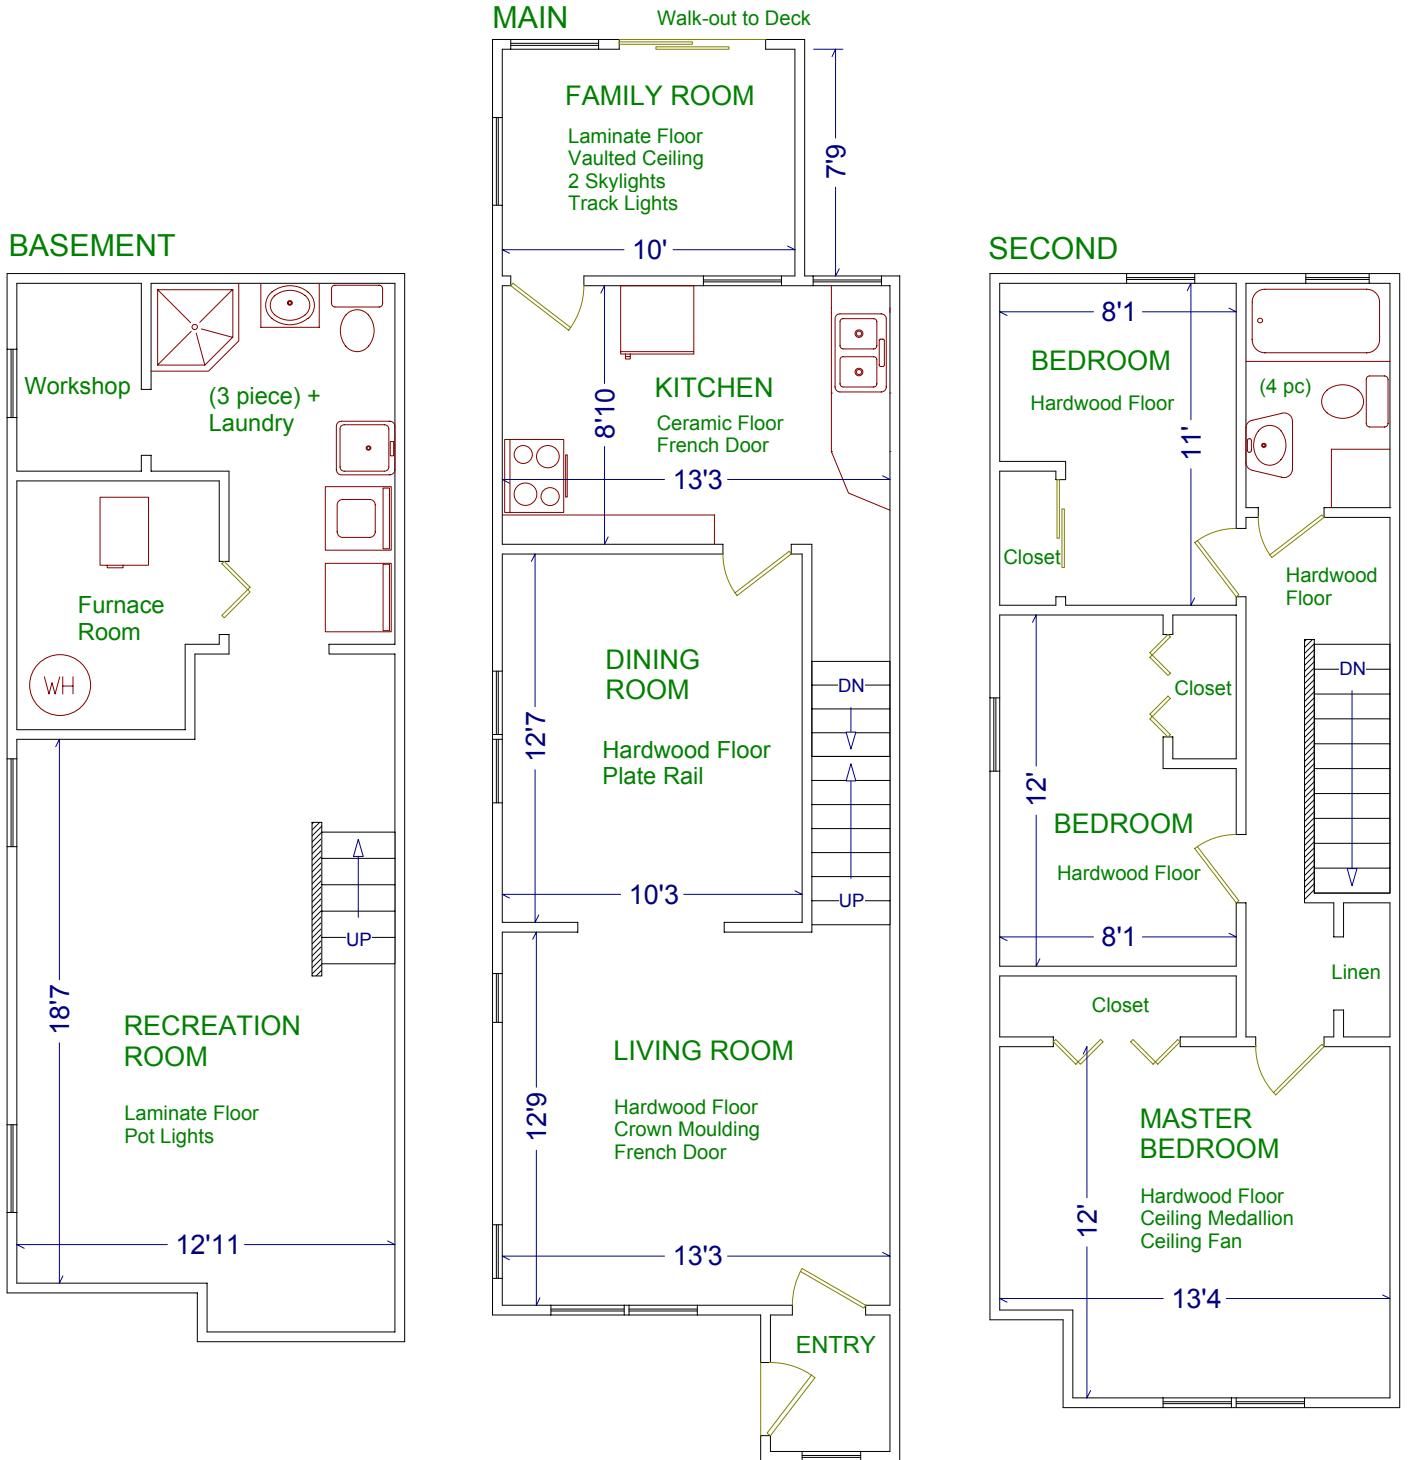 BASEMENT
Workshop
(3 piece) +
Laundry
Furnace
Room
WH
UP
18'7
RECREATION
ROOM
Laminate Floor
Pot Lights
12'11
MAIN
Walk-out to Deck
FAMILY ROOM
Laminate Floor
Vaulted Ceiling
2 Skylights
Track Lights
7'9
10'
8'10
KITCHEN
Ceramic Floor
French Door
13'3
DINING
ROOM
12'7
Hardwood Floor
Plate Rail
10'3
DN
UP
LIVING ROOM
12'9
Hardwood Floor
Crown Moulding
French Door
13'3
ENTRY
SECOND
8'1
BEDROOM
Hardwood Floor
11'
(4 pc)
Closet
Hardwood
Floor
Closet
DN
12'
BEDROOM
Hardwood Floor
8'1
Linen
Closet
MASTER
BEDROOM
Hardwood Floor
Ceiling Medallion
Ceiling Fan
12'
13'4